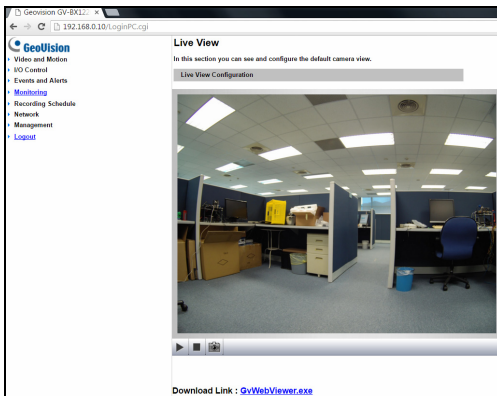 Geovision GV-BX12
192.168.0.10/LoginPC.cgi
GeoVision
Video and Motion
I/O Control
Events and Alerts
Monitoring
Recording Schedule
Network
Management
Logout
Live View
In this section you can see and configure the default camera view.
Live View Configuration
Download Link : GvWebViewer.exe